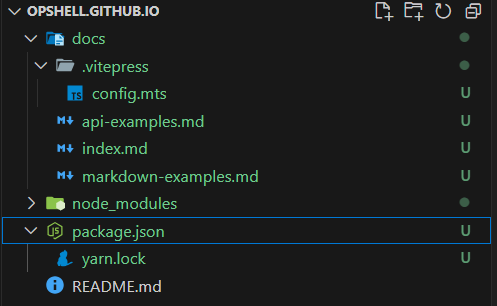 OPSHELL.GITHUB.IO
docs
.vitepress
TS config.mts U
api-examples.md U
index.md U
markdown-examples.md U
node_modules
JS package.json U
yarn.lock U
README.md